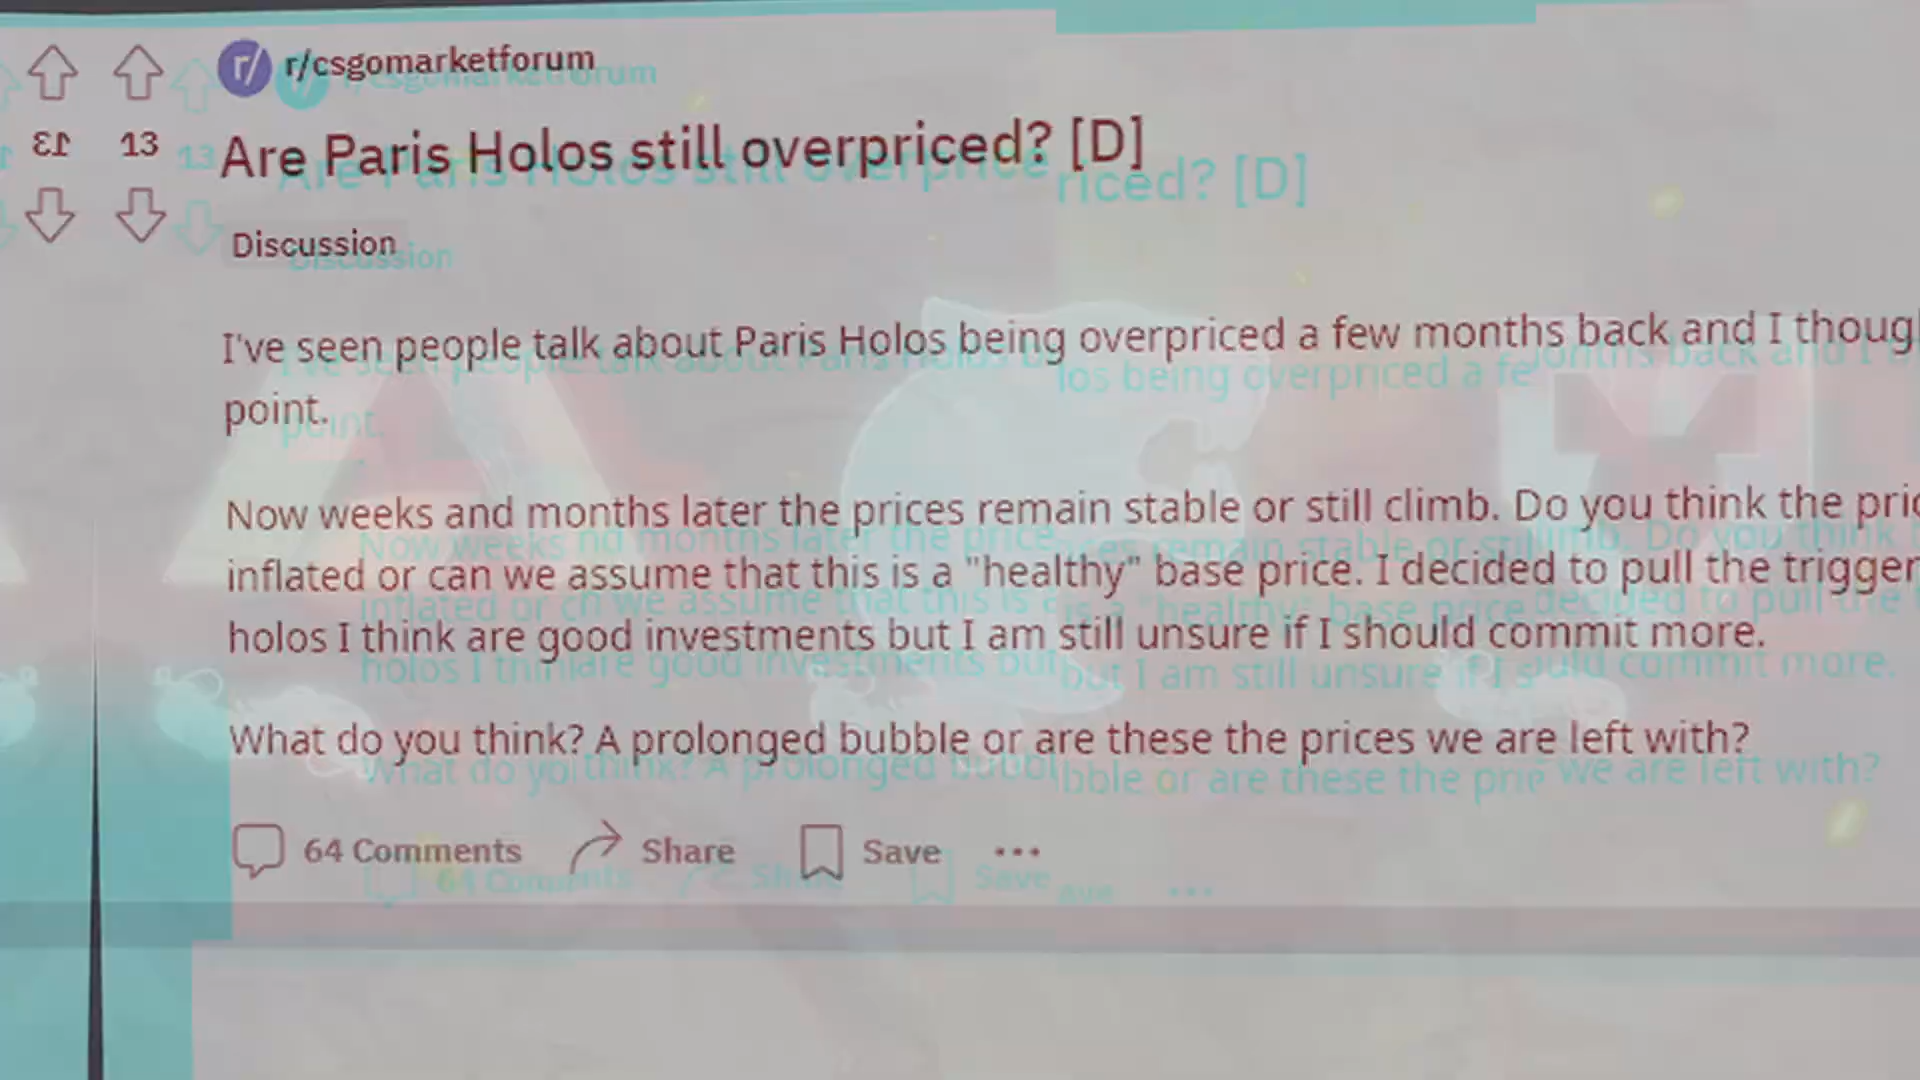 r/csgomarketforum
13
Are Paris Holos still overpriced? [D]
Discussion
I've seen people talk about Paris Holos being overpriced a few months back and I
point.
Now weeks and months later the prices remain stable or still climb. Do you think the
inflated or can we assume that this is a "healthy" base price. I decided to pull the trigger
holos I think are good investments but I am still unsure if I should commit more.
What do you think? A prolonged bubble or are these the prices we are left with?
64 Comments Share Save